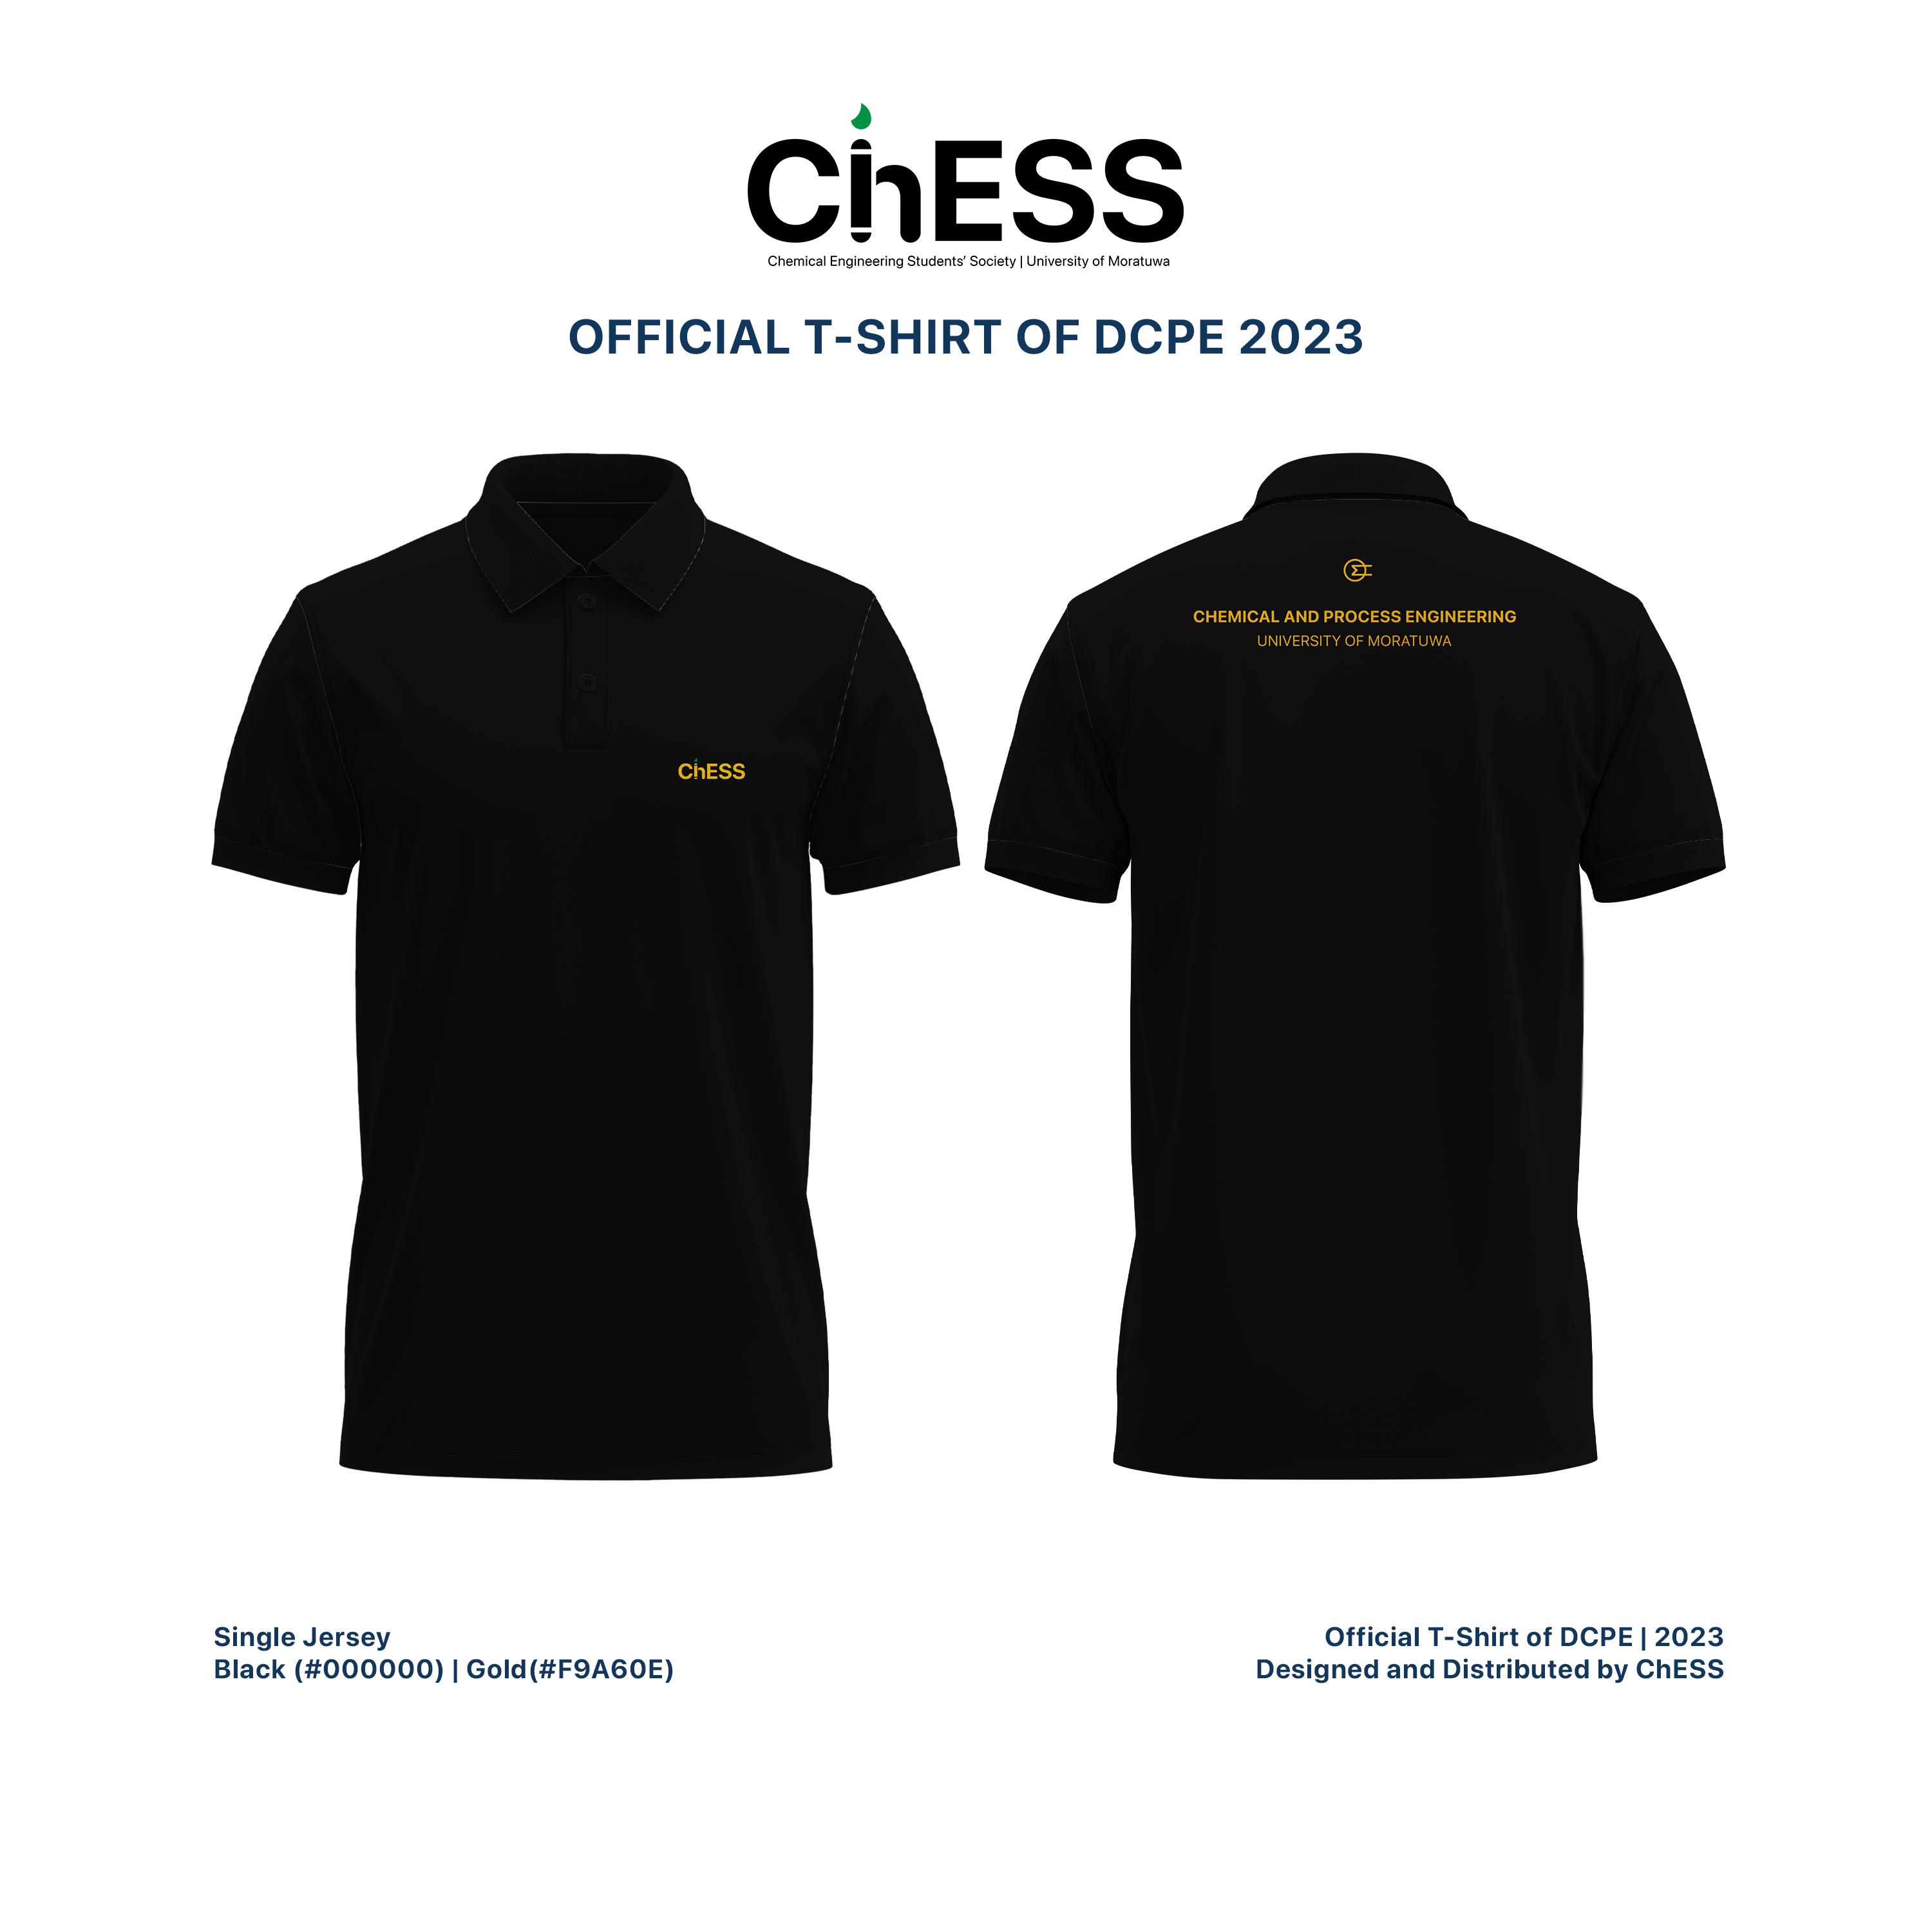 ChESS
Chemical Engineering Students’ Society | University of Moratuwa
OFFICIAL T-SHIRT OF DCPE 2023
ChESS
CHEMICAL AND PROCESS ENGINEERING
UNIVERSITY OF MORATUWA
Single Jersey
Black (#000000) | Gold(#F9A60E)
Official T-Shirt of DCPE | 2023
Designed and Distributed by ChESS